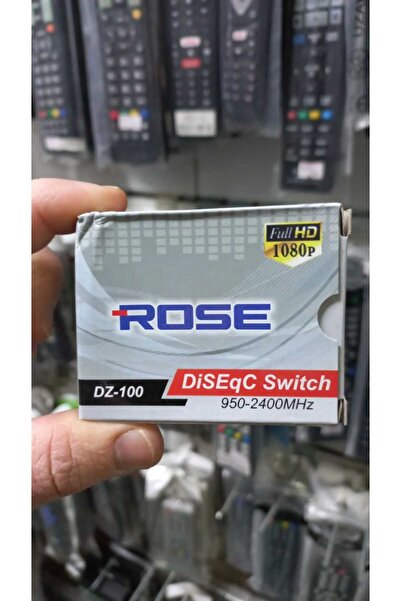 Full HD
1080P
ROSE
DZ-100
DiSEqC Switch
950-2400MHz